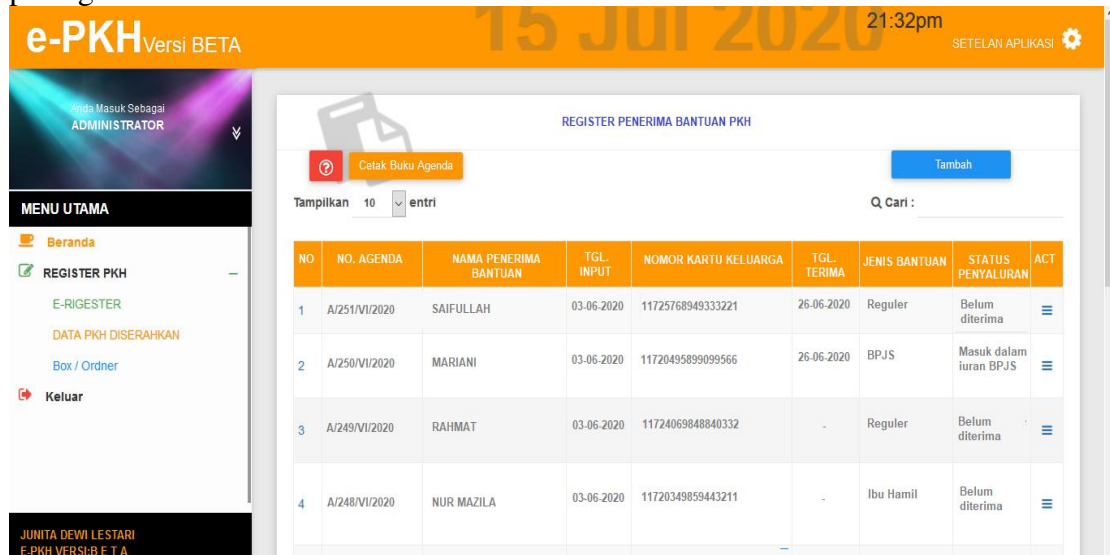 e-PKH Versi BETA
15 Jul 2020
21:32pm
SETELAN APLIKASI
Anda Masuk Sebagai
ADMINISTRATOR
MENU UTAMA
Beranda
REGISTER PKH
E-RIGESTER
DATA PKH DISERAHKAN
Box / Ordner
Keluar
JUNITA DEWI LESTARI
E-PKH VERSI:B E T A
REGISTER PENERIMA BANTUAN PKH
Cetak Buku Agenda
Tambah
Tampilkan 10 entri
Cari :
NO NO. AGENDA NAMA PENERIMA BANTUAN TGL. INPUT NOMOR KARTU KELUARGA TGL. TERIMA JENIS BANTUAN STATUS PENYALURAN ACT
1 A/251/VI/2020 SAIFULLAH 03-06-2020 11725768949333221 26-06-2020 Reguler Belum diterima
2 A/250/VI/2020 MARIANI 03-06-2020 11720495899099566 26-06-2020 BPJS Masuk dalam iuran BPJS
3 A/249/VI/2020 RAHMAT 03-06-2020 11724069848840332 - Reguler Belum diterima
4 A/248/VI/2020 NUR MAZILA 03-06-2020 11720349859443211 - Ibu Hamil Belum diterima